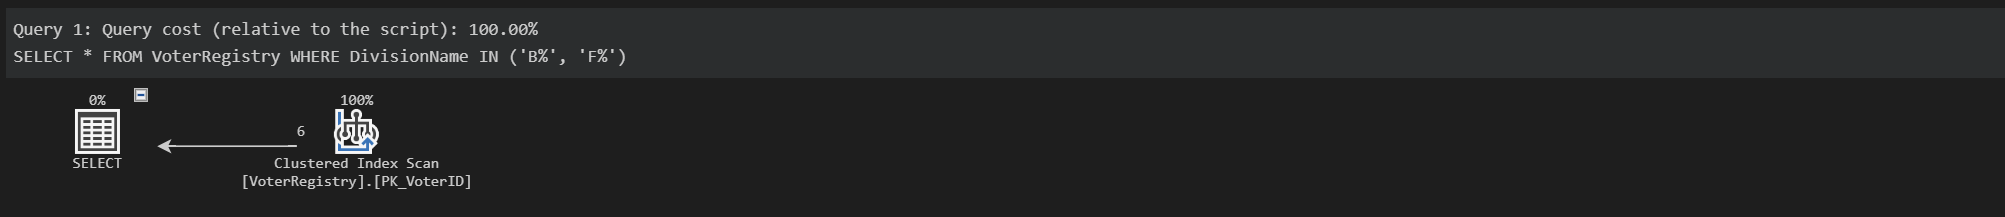 Query 1: Query cost (relative to the script): 100.00%
SELECT * FROM VoterRegistry WHERE DivisionName IN ('B%', 'F%')
0%
100%
6
SELECT
Clustered Index Scan
[VoterRegistry].[PK_VoterID]